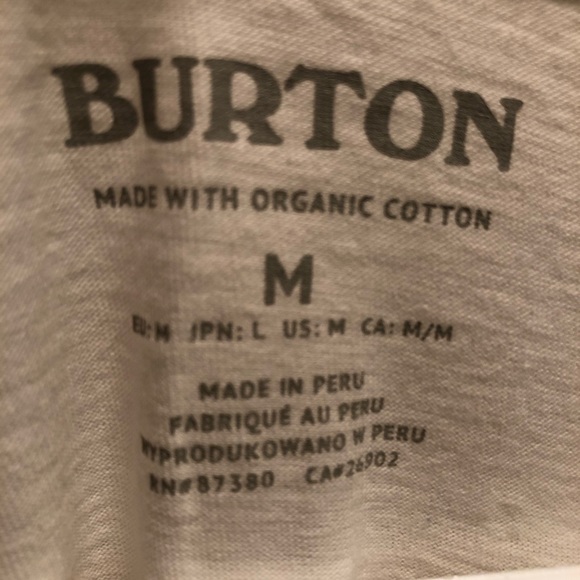 BURTON
MADE WITH ORGANIC COTTON
M
EU: M JPN: L US: M CA: M/M
MADE IN PERU
FABRIQUÉ AU PERU
WYPRODUKOWANO W PERU
RN#87380 CA#26902